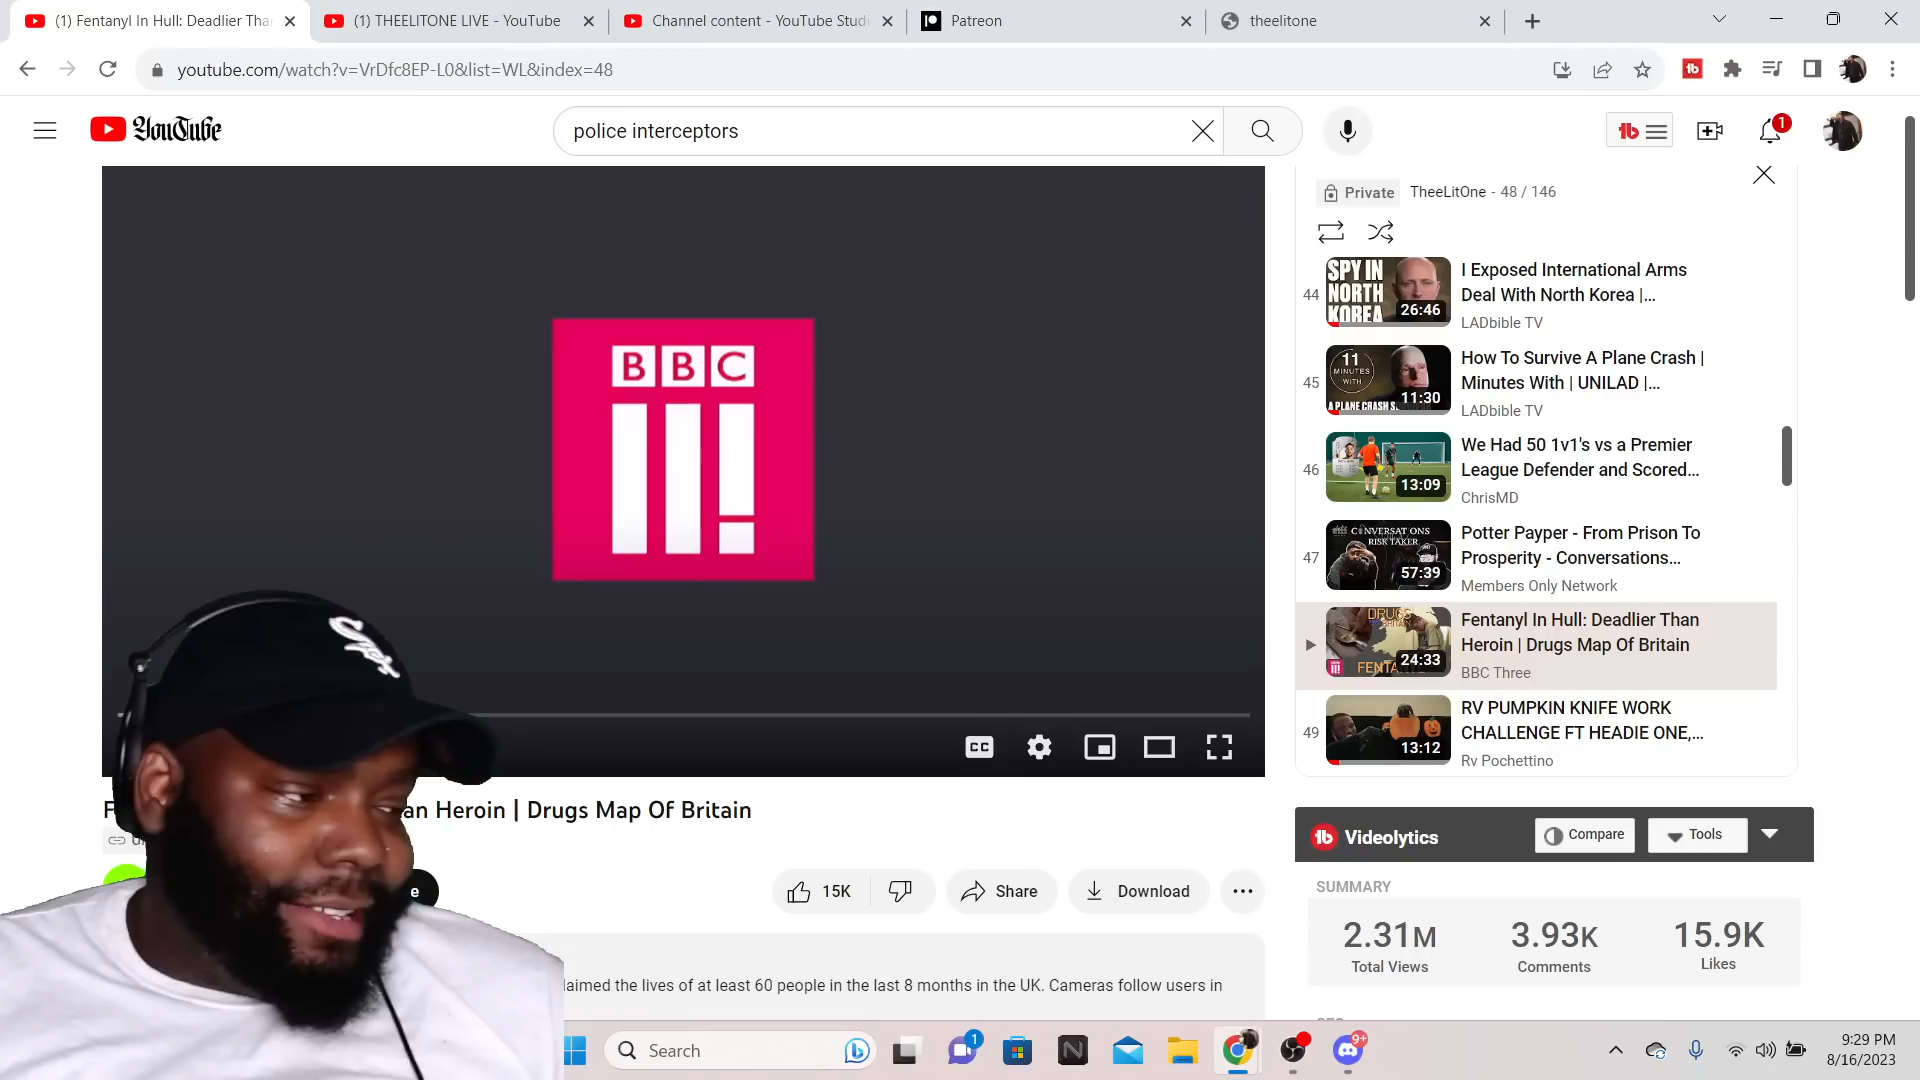 (1) Fentanyl In Hull: Deadlier Tha
(1) THEELITONE LIVE - YouTube
Channel content - YouTube Stud
Patreon
theelitone
youtube.com/watch?v=VrDfc8EP-L0&list=WL&index=48
YouTube
police interceptors
1
Private
TheeLitOne - 48 / 146
BBC
44
SPY IN
NORTH
KOREA
26:46
I Exposed International Arms
Deal With North Korea |...
LADbible TV
45
11
MINUTES
WITH
11:30
How To Survive A Plane Crash |
Minutes With | UNILAD |...
LADbible TV
46
13:09
We Had 50 1v1's vs a Premier
League Defender and Scored...
ChrisMD
47
CONVERSATIONS
RISK TAKER
57:39
Potter Payper - From Prison To
Prosperity - Conversations...
Members Only Network
DRUGS
24:33
FENTANYL
Fentanyl In Hull: Deadlier Than
Heroin | Drugs Map Of Britain
BBC Three
49
13:12
RV PUMPKIN KNIFE WORK
CHALLENGE FT HEADIE ONE,...
Rv Pochettino
CC
F
an Heroin | Drugs Map Of Britain
e
15K
Share
Download
tb Videolytics
Compare
Tools
SUMMARY
2.31M
3.93K
15.9K
Total Views
Comments
Likes
laimed the lives of at least 60 people in the last 8 months in the UK. Cameras follow users in
Search
1
9+
9:29 PM
8/16/2023